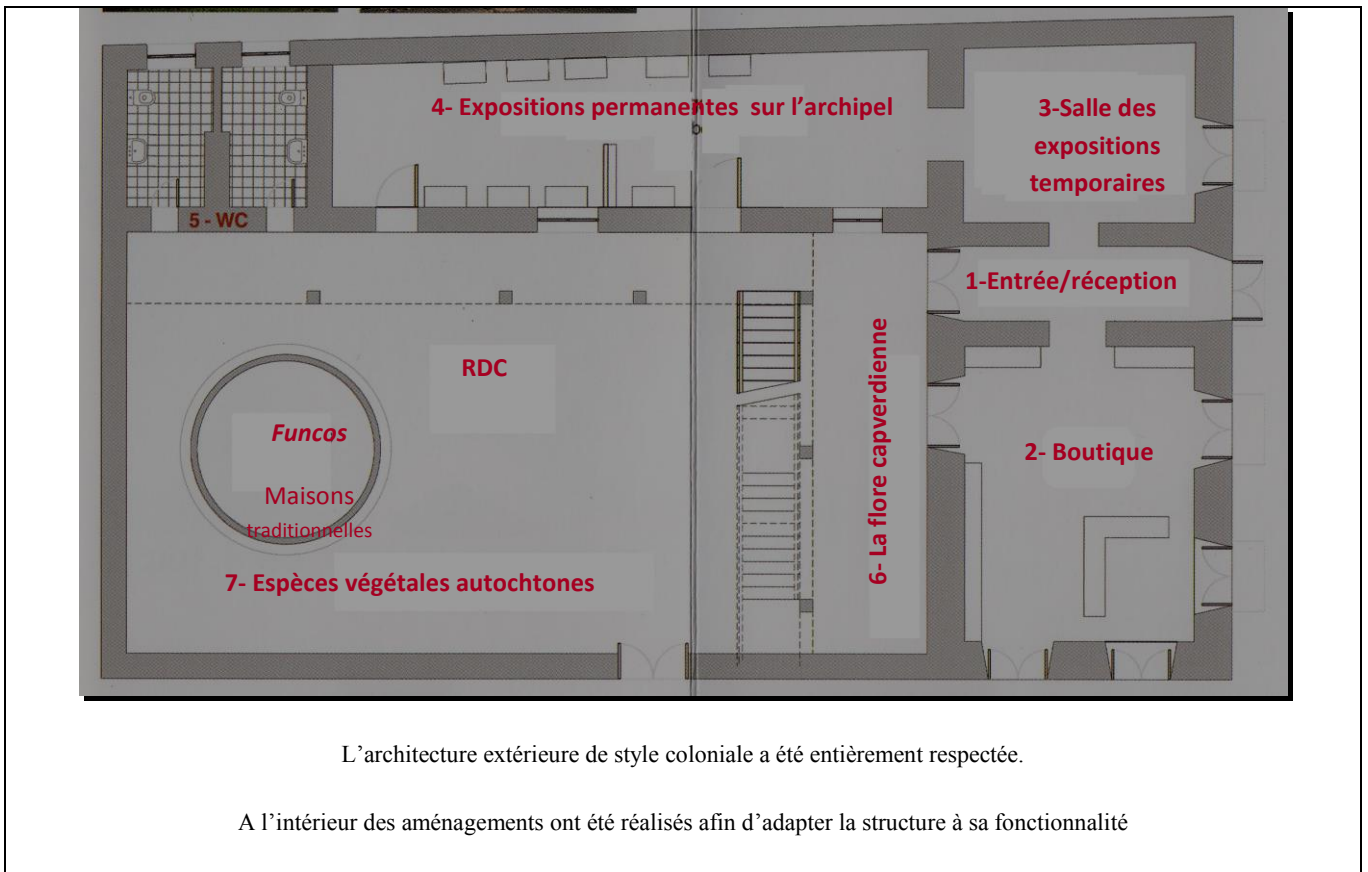 4- Expositions permanentes sur l'archipel
3-Salle des
expositions
temporaires
5 - WC
1-Entrée/réception
RDC
Funcos
Maisons
traditionnelles
6- La flore capverdienne
2- Boutique
7- Espèces végétales autochtones
L'architecture extérieure de style coloniale a été entièrement respectée.
A l'intérieur des aménagements ont été réalisés afin d'adapter la structure à sa fonctionnalité